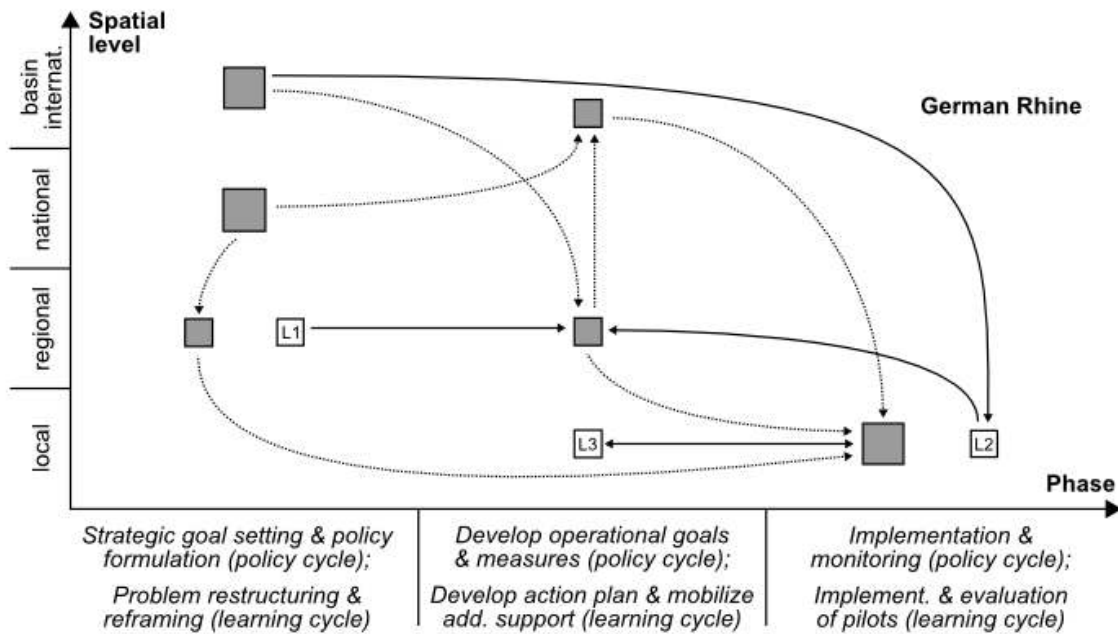 Spatial
level
basin
internat.
German Rhine
national
regional
L1
local
L3
L2
Phase
Strategic goal setting & policy
formulation (policy cycle);
Problem restructuring &
reframing (learning cycle)
Develop operational goals
& measures (policy cycle);
Develop action plan & mobilize
add. support (learning cycle)
Implementation &
monitoring (policy cycle);
Implement. & evaluation
of pilots (learning cycle)